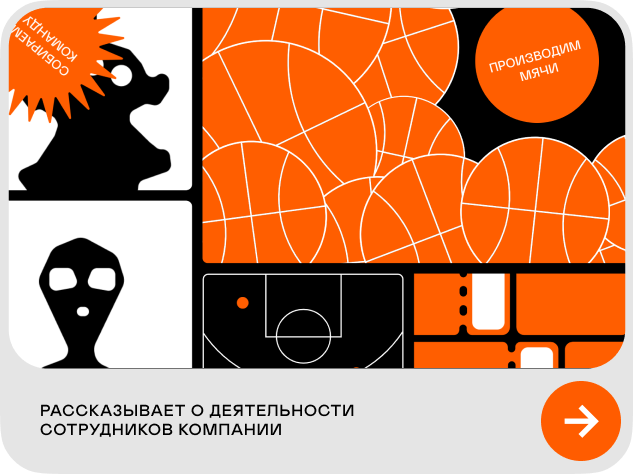 СОБИРАЕМ
КОМАНДУ
ПРОИЗВОДИМ
МЯЧИ
РАССКАЗЫВАЕТ О ДЕЯТЕЛЬНОСТИ
СОТРУДНИКОВ КОМПАНИИ